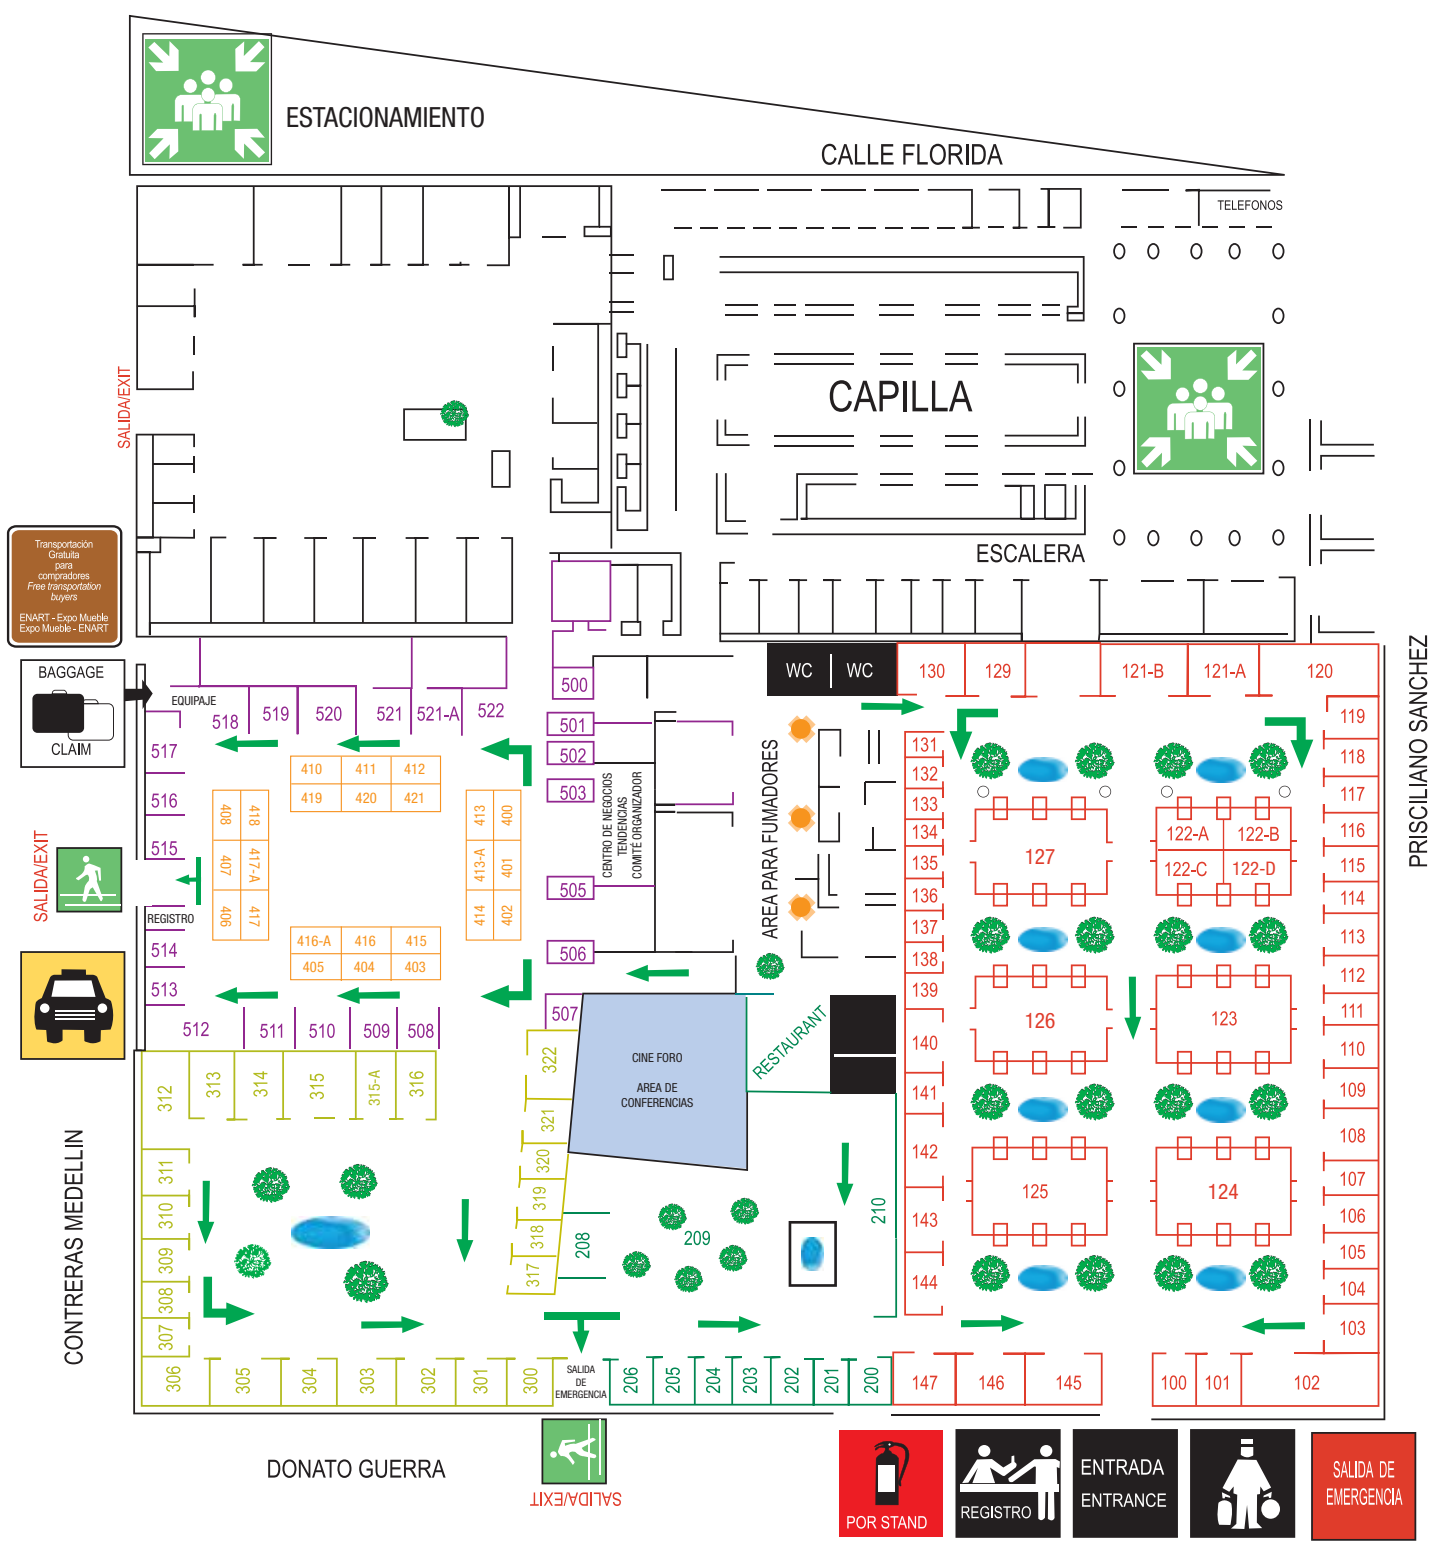 ESTACIONAMIENTO
CALLE FLORIDA
TELEFONOS
SALIDA/EXIT
CAPILLA
ESCALERA
Transportación
Gratuita
para
compradores
Free transportation
buyers
ENART - Expo Mueble
Expo Mueble - ENART
BAGGAGE
CLAIM
EQUIPAJE
518
519
520
521
521-A
522
500
501
502
503
505
506
507
517
516
515
REGISTRO
514
513
512
511
510
509
508
SALIDA/EXIT
410
411
412
419
420
421
408
418
407
417-A
406
417
413
400
413-A
401
414
402
416-A
416
415
405
404
403
CENTRO DE NEGOCIOS
TENDENCIAS
COMITÉ ORGANIZADOR
AREA PARA FUMADORES
WC
WC
130
129
121-B
121-A
120
119
118
117
116
115
114
113
112
111
110
109
108
107
106
105
104
103
131
132
133
134
135
136
137
138
139
140
141
142
143
144
127
122-A
122-B
122-C
122-D
126
123
125
124
PRISCILIANO SANCHEZ
CINE FORO
AREA DE
CONFERENCIAS
RESTAURANT
312
313
314
315
315-A
316
322
321
320
319
318
317
311
310
309
308
307
306
305
304
303
302
301
300
208
209
210
SALIDA
DE
EMERGENCIA
206
205
204
203
202
201
200
147
146
145
100
101
102
CONTRERAS MEDELLIN
DONATO GUERRA
SALIDA/EXIT
POR STAND
REGISTRO
ENTRADA
ENTRANCE
SALIDA DE
EMERGENCIA